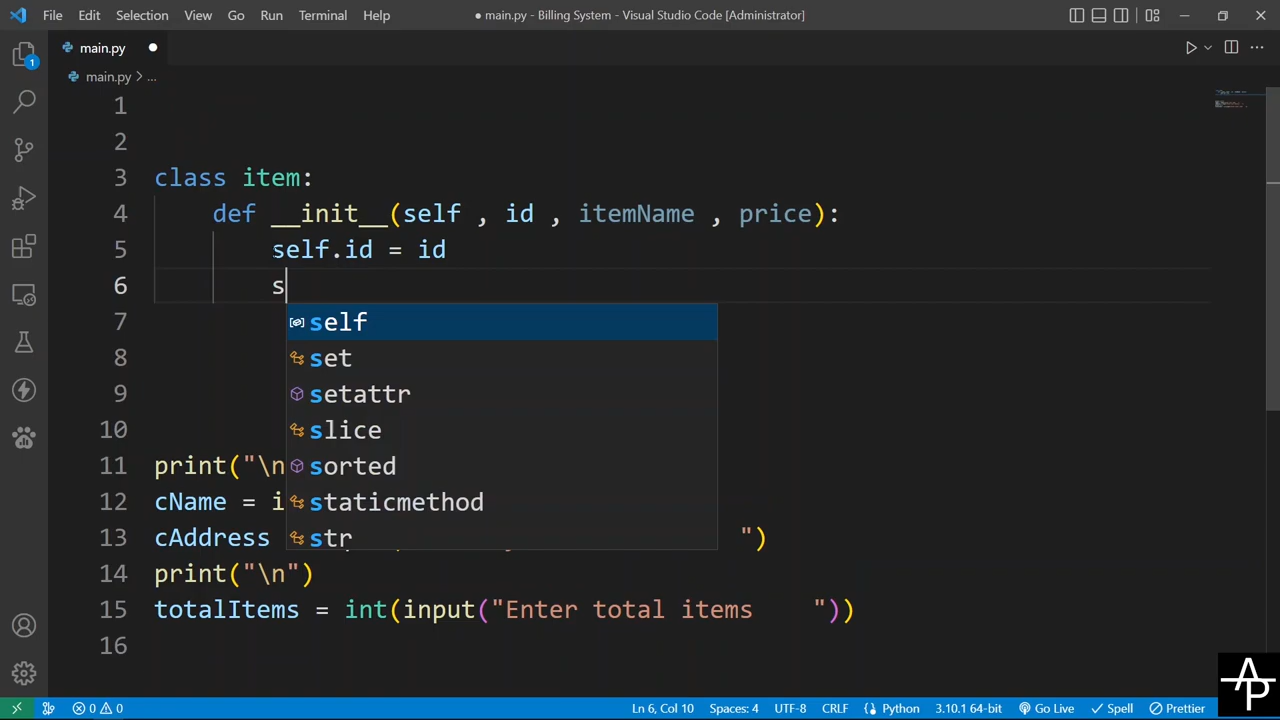 File Edit Selection View Go Run Terminal Help ● main.py - Billing System - Visual Studio Code [Administrator]
main.py
main.py > ...
1
2
3 class item:
4 def __init__(self , id , itemName , price):
5 self.id = id
6 s
7 self
8 set
9 setattr
10 slice
11 print("\n sorted
12 cName = i staticmethod
13 cAddress str ")
14 print("\n")
15 totalItems = int(input("Enter total items    "))
16
1
Ln 6, Col 10 Spaces: 4 UTF-8 CRLF Python 3.10.1 64-bit Go Live Spell Prettier
0 0
AP